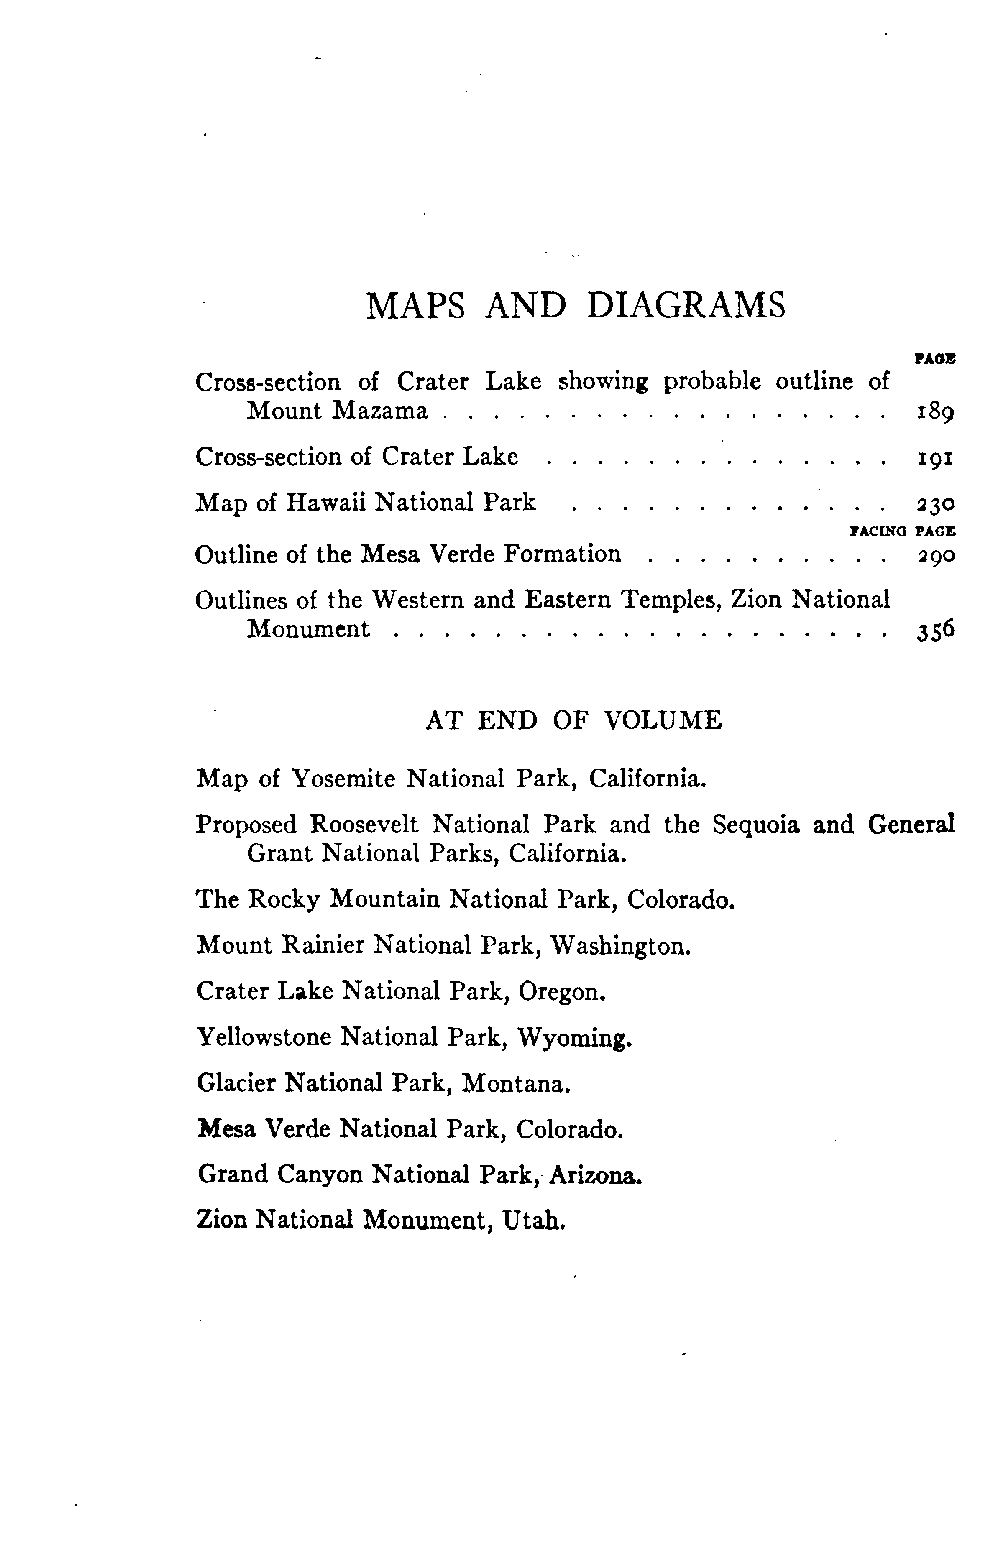 MAPS AND DIAGRAMS
PAGE
Cross-section of Crater Lake showing probable outline of
Mount Mazama . . . . . . . . . . . . . . . . . . 189
Cross-section of Crater Lake . . . . . . . . . . . . . . 191
Map of Hawaii National Park . . . . . . . . . . . . . 230
FACING PAGE
Outline of the Mesa Verde Formation . . . . . . . . . . 290
Outlines of the Western and Eastern Temples, Zion National
Monument . . . . . . . . . . . . . . . . . . . . 356
AT END OF VOLUME
Map of Yosemite National Park, California.
Proposed Roosevelt National Park and the Sequoia and General
Grant National Parks, California.
The Rocky Mountain National Park, Colorado.
Mount Rainier National Park, Washington.
Crater Lake National Park, Oregon.
Yellowstone National Park, Wyoming.
Glacier National Park, Montana.
Mesa Verde National Park, Colorado.
Grand Canyon National Park, Arizona.
Zion National Monument, Utah.